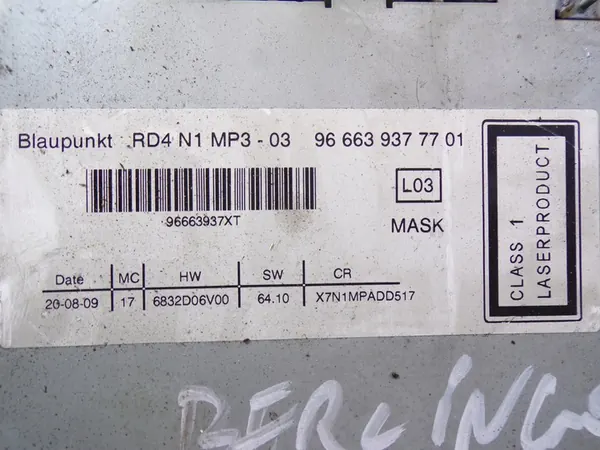 Blaupunkt RD4 N1 MP3 - 03 96 663 937 77 01
L03
96663937XT
MASK
CLASS 1
LASERPRODUCT
Date MC HW SW CR
20-08-09 17 6832D06V00 64.10 X7N1MPADD517
BERLINGO